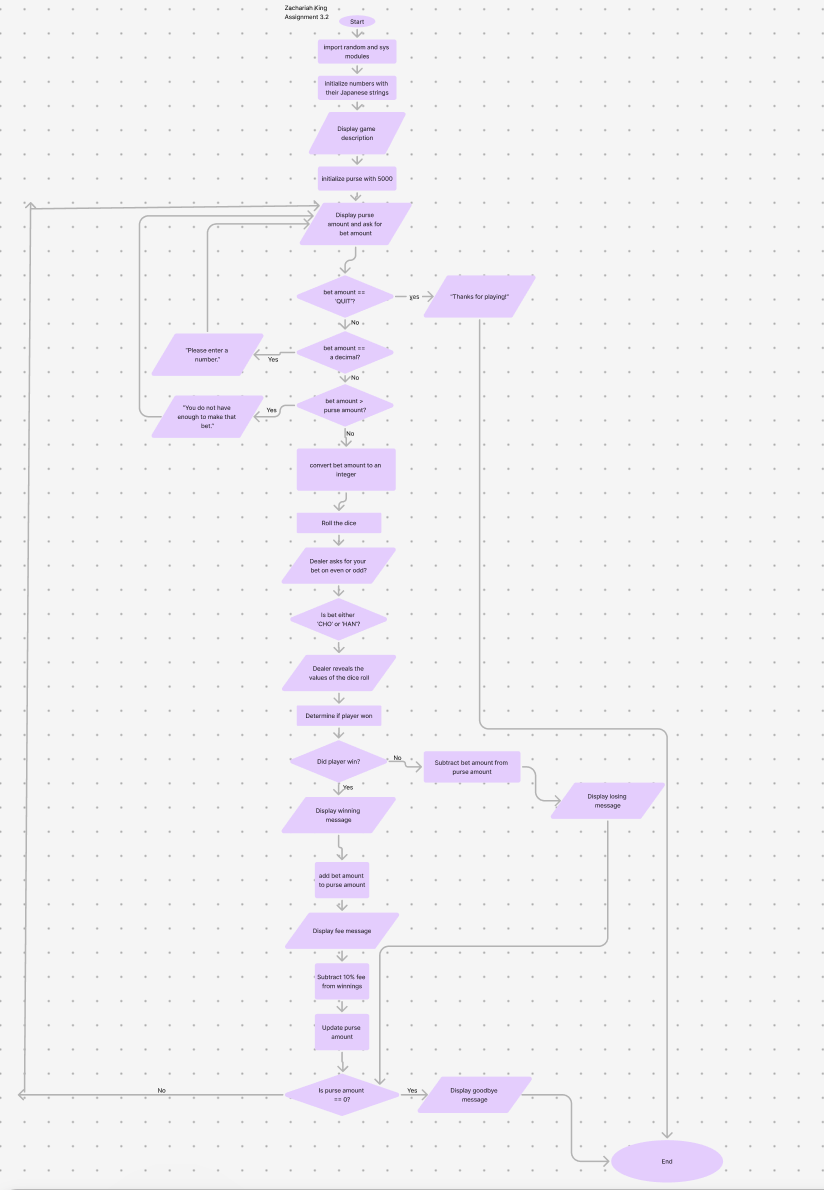 Zachariah King
Assignment 3.2
Start
import random and sys
modules
initialize numbers with
their Japanese strings
Display game
description
initialize purse with 5000
Display purse
amount and ask for
bet amount
bet amount ==
'QUIT'?
yes
"Thanks for playing!"
No
bet amount ==
a decimal?
Yes
"Please enter a
number."
No
bet amount >
purse amount?
Yes
"You do not have
enough to make that
bet."
No
convert bet amount to an
integer
Roll the dice
Dealer asks for your
bet on even or odd?
Is bet either
'CHO' or 'HAN'?
Dealer reveals the
values of the dice roll
Determine if player won
Did player win?
No
Subtract bet amount from
purse amount
Display losing
message
Yes
Display winning
message
add bet amount
to purse amount
Display fee message
Subtract 10% fee
from winnings
Update purse
amount
Is purse amount
== 0?
No
Yes
Display goodbye
message
End